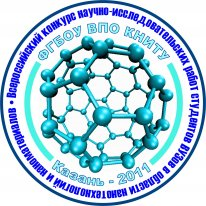 Всероссийский конкурс научно-исследовательских работ студентов ВУЗов в области нанотехнологий и наноматериалов •
ФГБОУ ВПО КНИТУ
Казань - 2011